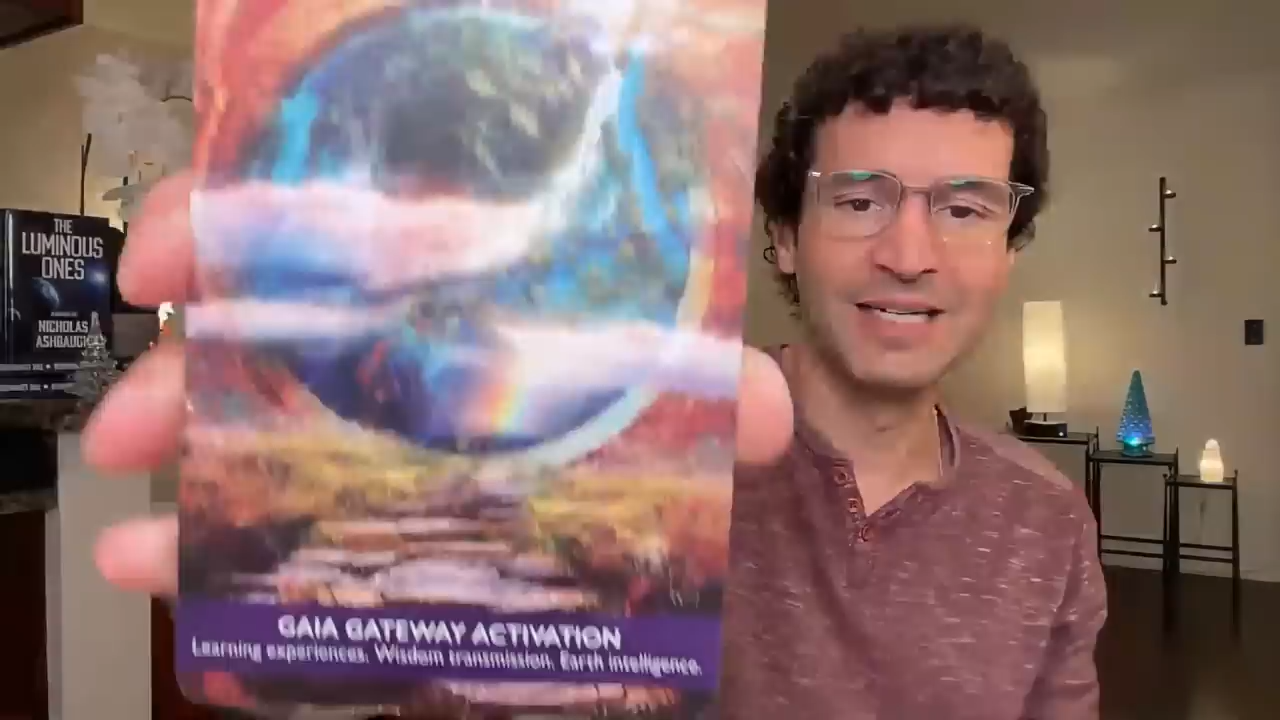 THE
LUMINOUS
ONES
NICHOLAS
ASHBAUGH
GAIA GATEWAY ACTIVATION
Learning experiences. Wisdom transmission. Earth intelligence.